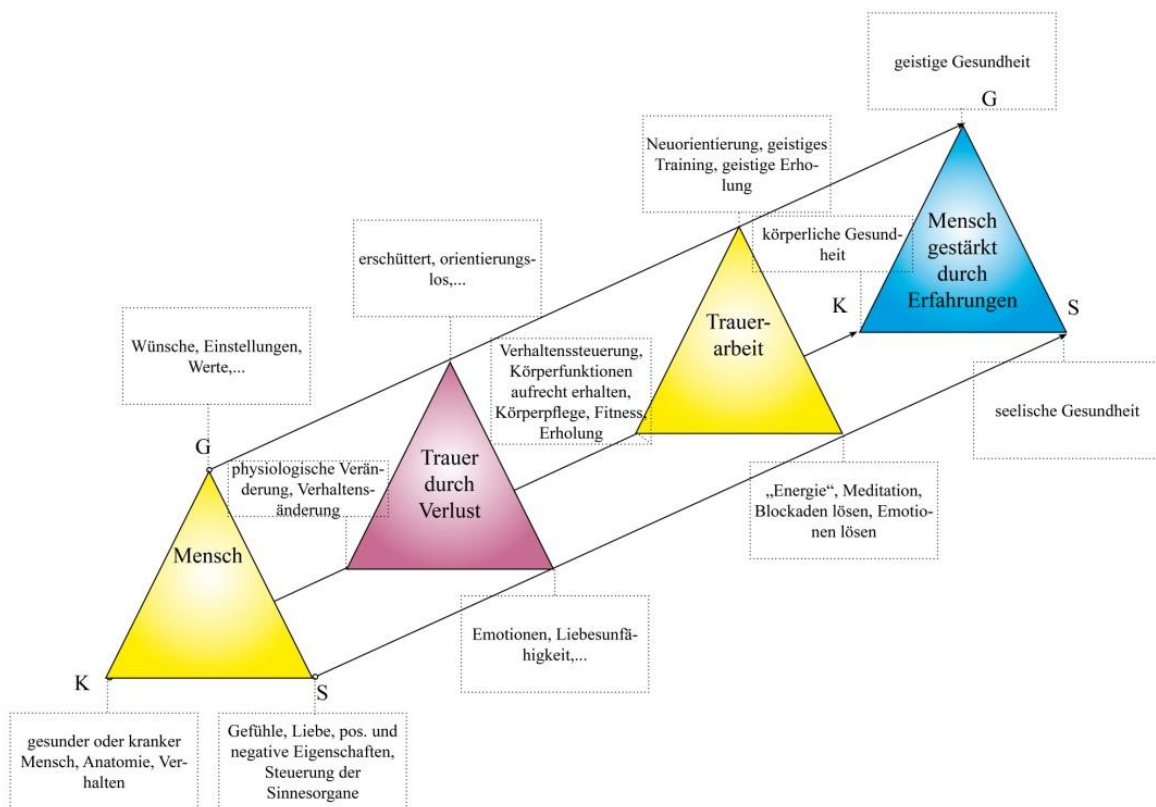 geistige Gesundheit
G
Neuorientierung, geistiges
Training, geistige Erho-
lung
körperliche Gesund-
heit
Mensch
gestärkt
durch
Erfahrungen
K
S
erschüttert, orientierungs-
los,...
Trauer-
arbeit
Verhaltenssteuerung,
Körperfunktionen
aufrecht erhalten,
Körperpflege, Fitness,
Erholung
seelische Gesundheit
Wünsche, Einstellungen,
Werte,...
G
physiologische Verän-
derung, Verhaltens-
änderung
Trauer
durch
Verlust
„Energie“, Meditation,
Blockaden lösen, Emotio-
nen lösen
Mensch
Emotionen, Liebesunfä-
higkeit,...
K
S
gesunder oder kranker
Mensch, Anatomie, Ver-
halten
Gefühle, Liebe, pos. und
negative Eigenschaften,
Steuerung der
Sinnesorgane